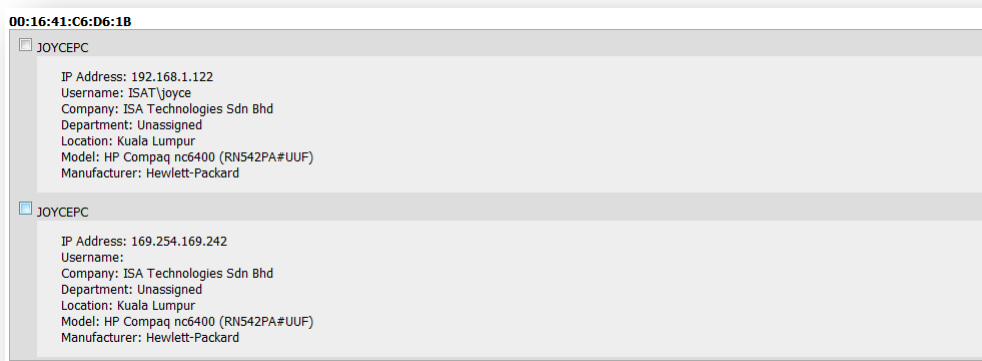 00:16:41:C6:D6:1B
JOYCEPC
IP Address: 192.168.1.122
Username: ISAT\joyce
Company: ISA Technologies Sdn Bhd
Department: Unassigned
Location: Kuala Lumpur
Model: HP Compaq nc6400 (RN542PA#UUF)
Manufacturer: Hewlett-Packard
JOYCEPC
IP Address: 169.254.169.242
Username:
Company: ISA Technologies Sdn Bhd
Department: Unassigned
Location: Kuala Lumpur
Model: HP Compaq nc6400 (RN542PA#UUF)
Manufacturer: Hewlett-Packard